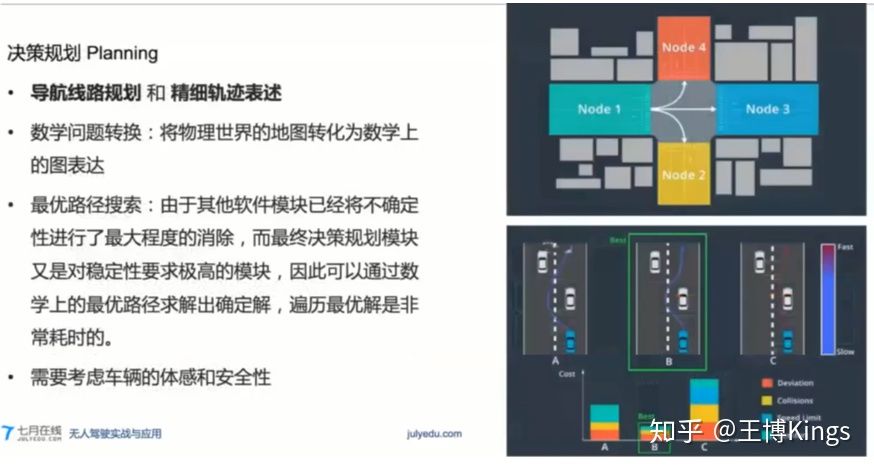 决策规划 Planning
• 导航线路规划 和 精细轨迹表述
• 数学问题转换：将物理世界的地图转化为数学上
的图表达
• 最优路径搜索：由于其他软件模块已经将不确定
性进行了最大程度的消除，而最终决策规划模块
又是对稳定性要求极高的模块，因此可以通过数
学上的最优路径求解出确定解，遍历最优解是非
常耗时的。
• 需要考虑车辆的体感和安全性
七月在线
JULYEDU.COM
无人驾驶实战与应用
julyedu.com
Node 4
Node 1
Node 3
Node 2
Best
Fast
Slow
A
B
C
Cost
Best
A
B
C
Deviation
Collisions
Speed Limit
知乎 @王博Kings